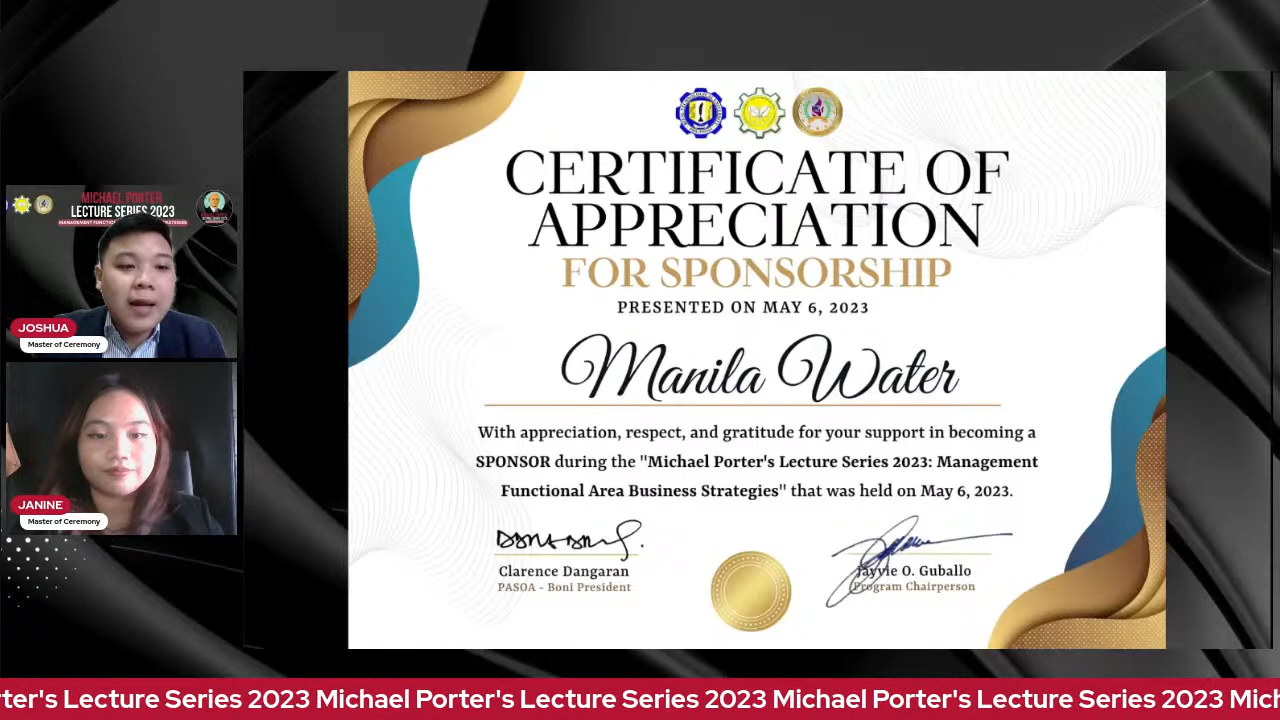 MICHAEL PORTER
LECTURE SERIES 2023
JOSHUA
Master of Ceremony
JANINE
Master of Ceremony
CERTIFICATE OF
APPRECIATION
FOR SPONSORSHIP
PRESENTED ON MAY 6, 2023
Manila Water
With appreciation, respect, and gratitude for your support in becoming a
SPONSOR during the "Michael Porter's Lecture Series 2023: Management
Functional Area Business Strategies" that was held on May 6, 2023.
Clarence Dangaran
PASOA - Boni President
Jayvie O. Guballo
Program Chairperson
rter's Lecture Series 2023 Michael Porter's Lecture Series 2023 Michael Porter's Lecture Series 2023 Mich